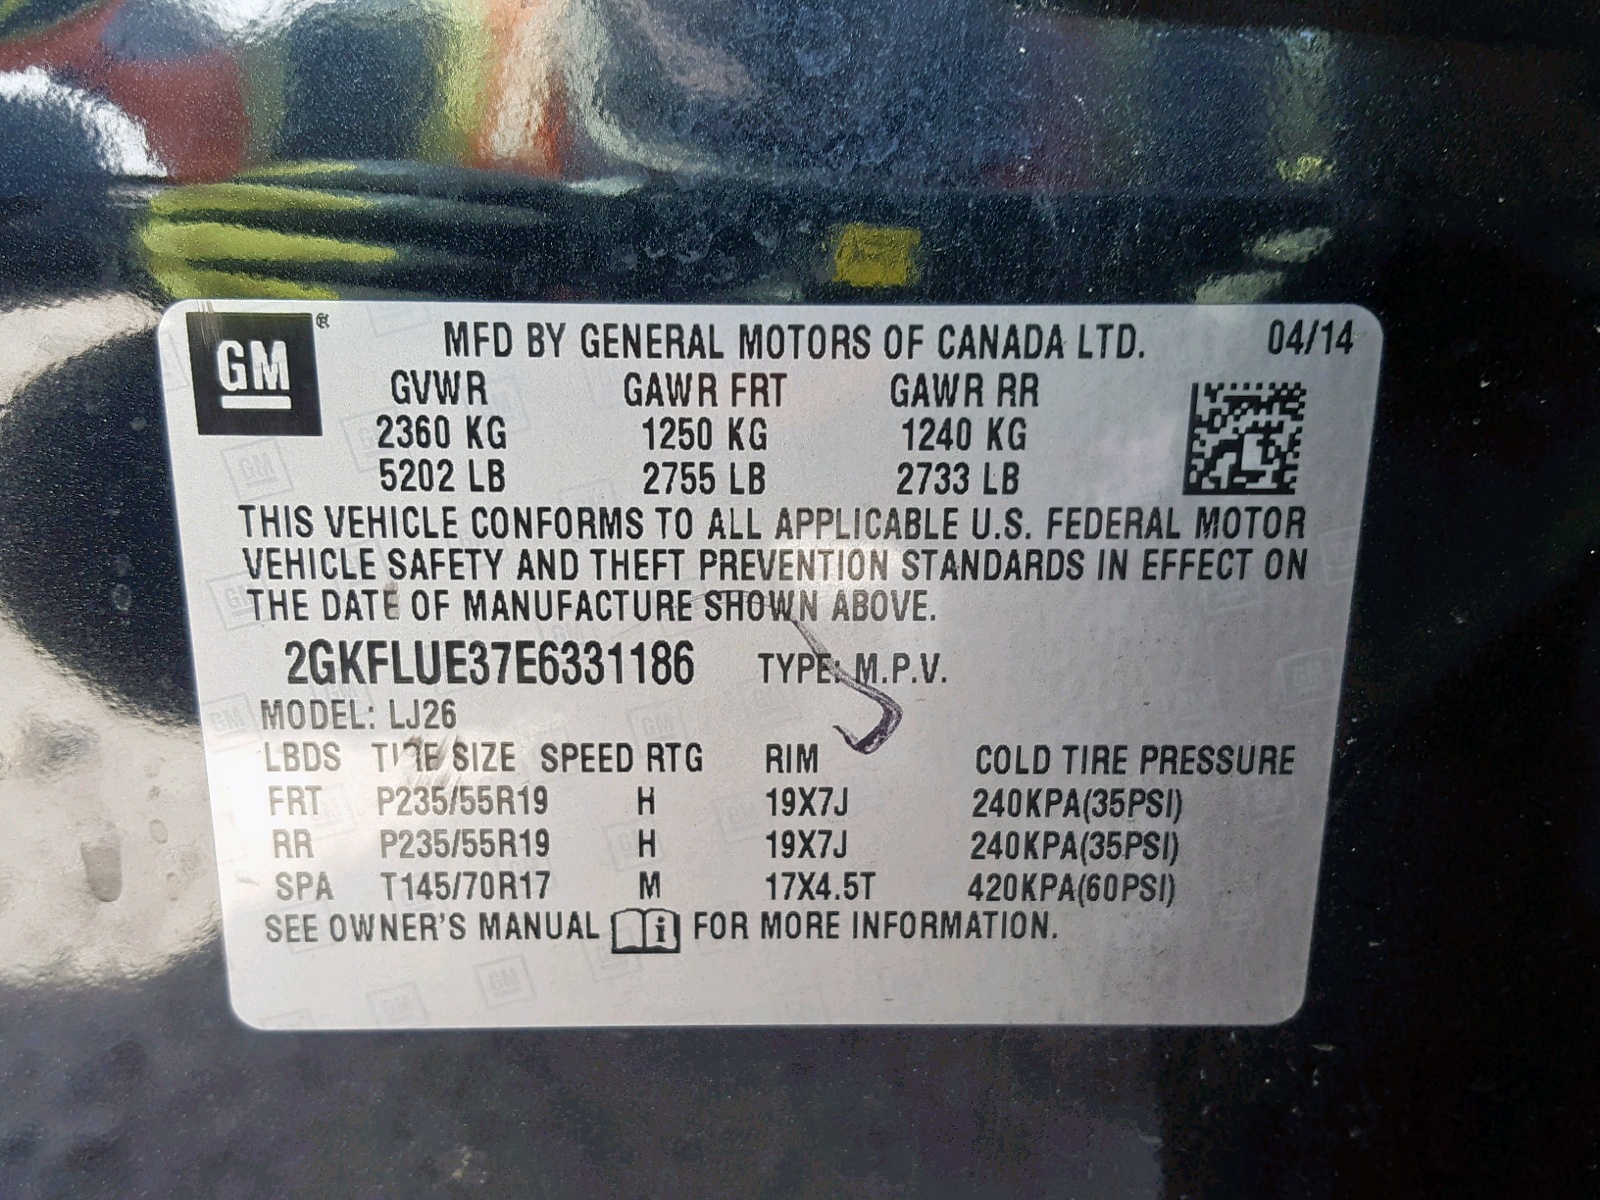 GM ® MFD BY GENERAL MOTORS OF CANADA LTD. 04/14
GVWR GAWR FRT GAWR RR
2360 KG 1250 KG 1240 KG
5202 LB 2755 LB 2733 LB
THIS VEHICLE CONFORMS TO ALL APPLICABLE U.S. FEDERAL MOTOR
VEHICLE SAFETY AND THEFT PREVENTION STANDARDS IN EFFECT ON
THE DATE OF MANUFACTURE SHOWN ABOVE.
2GKFLUE37E6331186 TYPE: M.P.V.
MODEL: LJ26
LBDS TIRE SIZE SPEED RTG RIM COLD TIRE PRESSURE
FRT P235/55R19 H 19X7J 240KPA(35PSI)
RR P235/55R19 H 19X7J 240KPA(35PSI)
SPA T145/70R17 M 17X4.5T 420KPA(60PSI)
SEE OWNER'S MANUAL i FOR MORE INFORMATION.